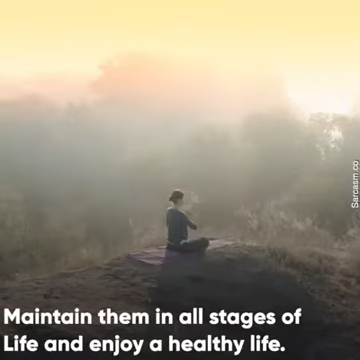 Sarcasm.co
Maintain them in all stages of
Life and enjoy a healthy life.